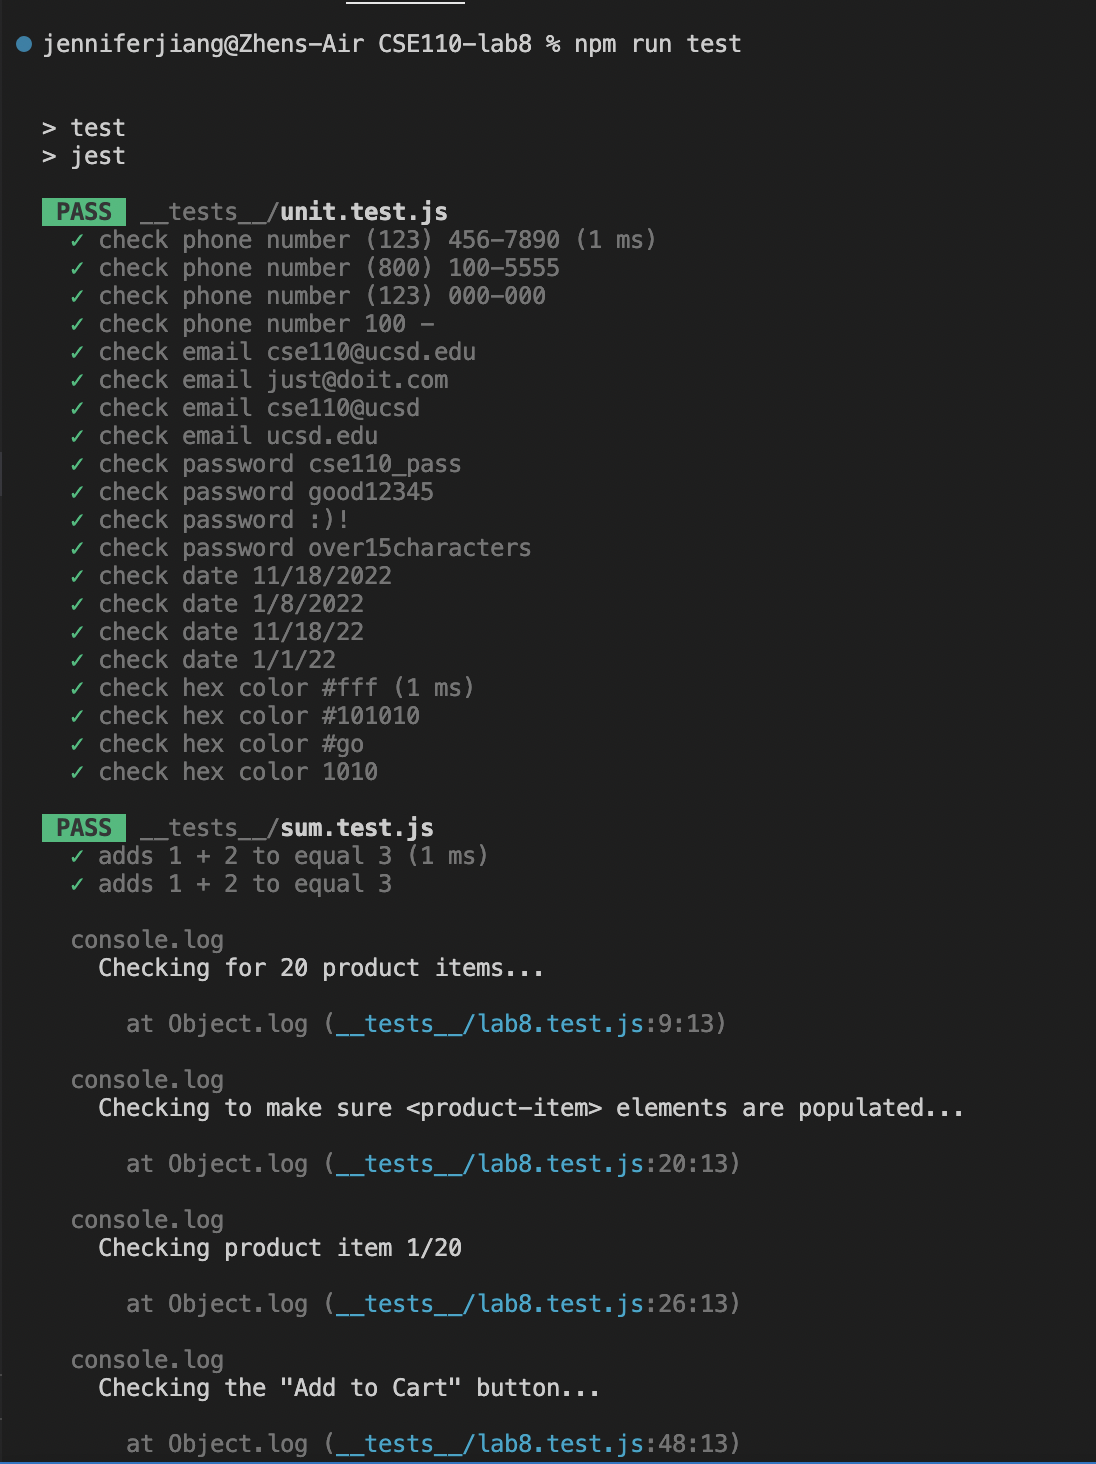 jenniferjiang@Zhens-Air CSE110-lab8 % npm run test
> test
> jest
PASS __tests__/unit.test.js
✓ check phone number (123) 456-7890 (1 ms)
✓ check phone number (800) 100-5555
✓ check phone number (123) 000-000
✓ check phone number 100 -
✓ check email cse110@ucsd.edu
✓ check email just@doit.com
✓ check email cse110@ucsd
✓ check email ucsd.edu
✓ check password cse110_pass
✓ check password good12345
✓ check password :)!
✓ check password over15characters
✓ check date 11/18/2022
✓ check date 1/8/2022
✓ check date 11/18/22
✓ check date 1/1/22
✓ check hex color #fff (1 ms)
✓ check hex color #101010
✓ check hex color #go
✓ check hex color 1010
PASS __tests__/sum.test.js
✓ adds 1 + 2 to equal 3 (1 ms)
✓ adds 1 + 2 to equal 3
console.log
Checking for 20 product items...
at Object.log (__tests__/lab8.test.js:9:13)
console.log
Checking to make sure <product-item> elements are populated...
at Object.log (__tests__/lab8.test.js:20:13)
console.log
Checking product item 1/20
at Object.log (__tests__/lab8.test.js:26:13)
console.log
Checking the "Add to Cart" button...
at Object.log (__tests__/lab8.test.js:48:13)